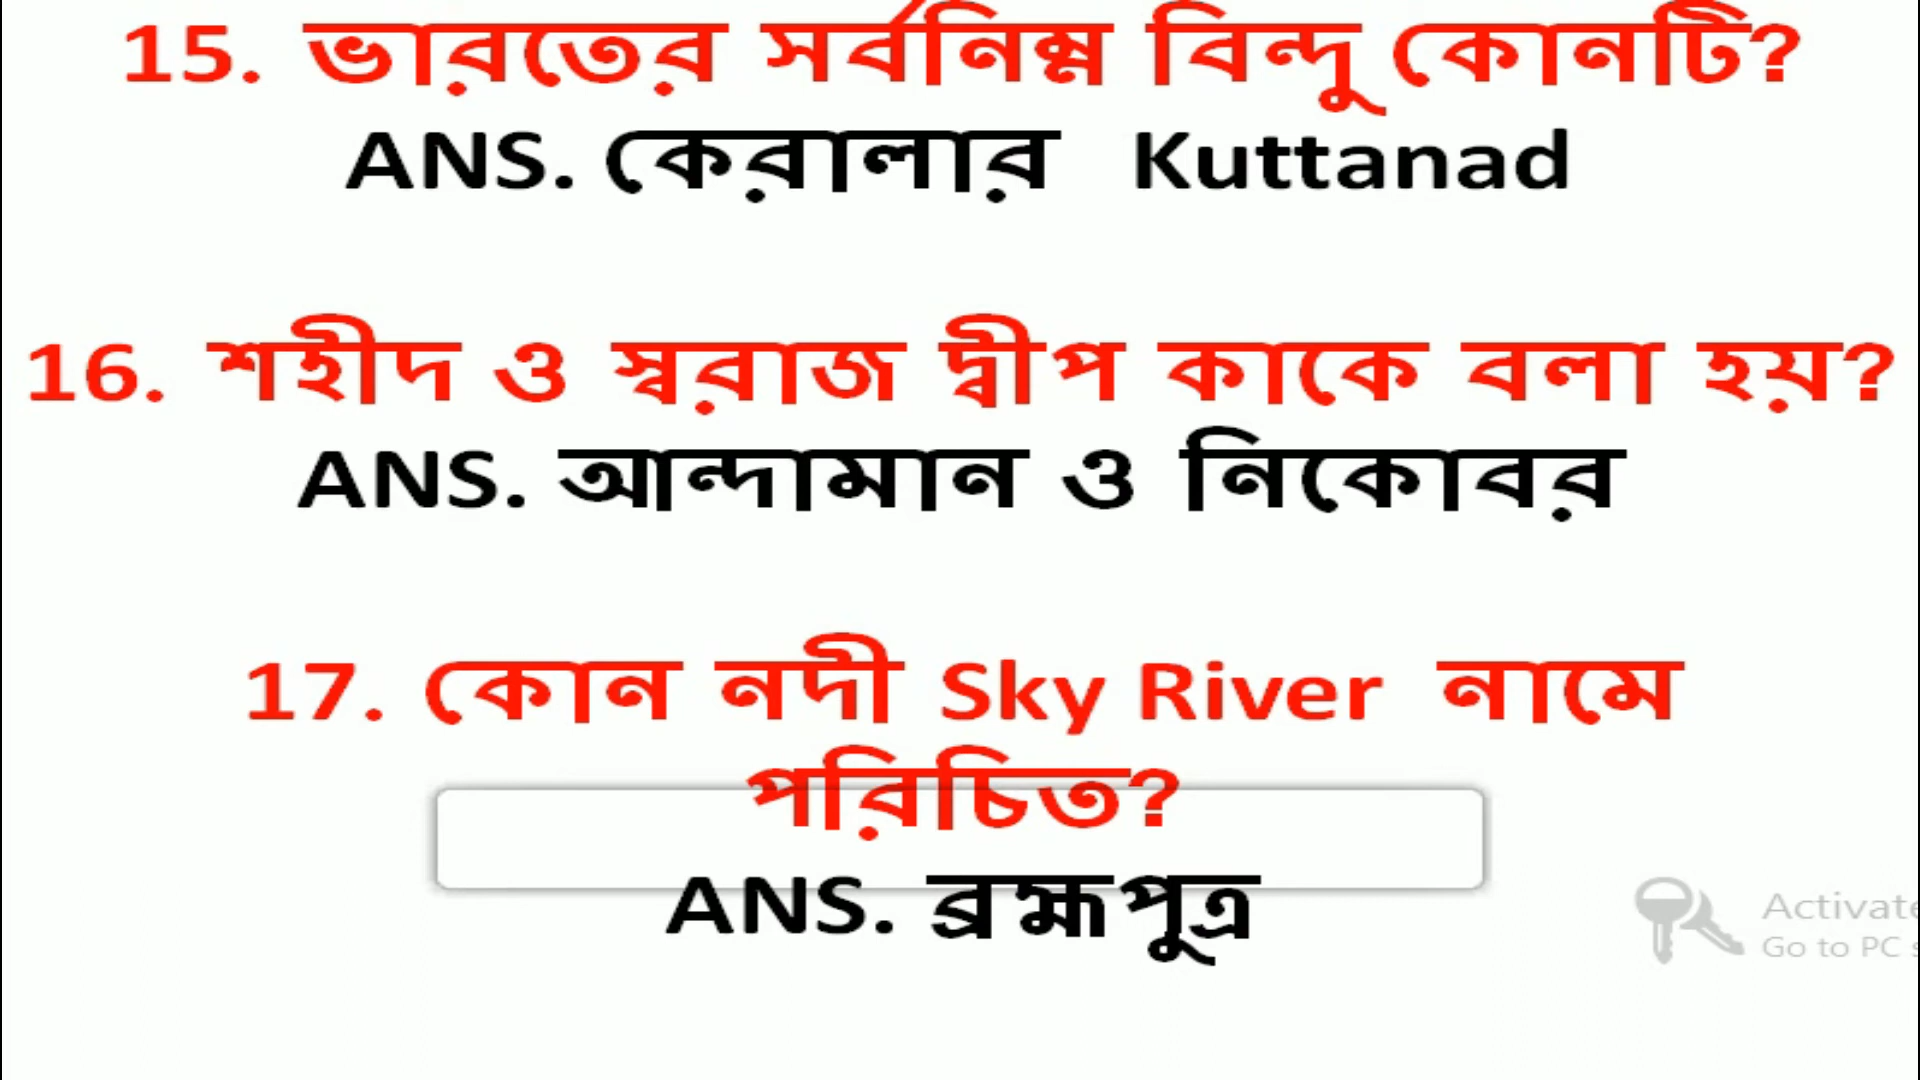 15. ভারতের সর্বনিম্ন বিন্দু কোনটি?
ANS. কেরালার Kuttanad
16. শহীদ ও স্বরাজ দ্বীপ কাকে বলা হয়?
ANS. আন্দামান ও নিকোবর
17. কোন নদী Sky River নামে
পরিচিত?
ANS. ব্রহ্মপুত্র
Activate
Go to PC s